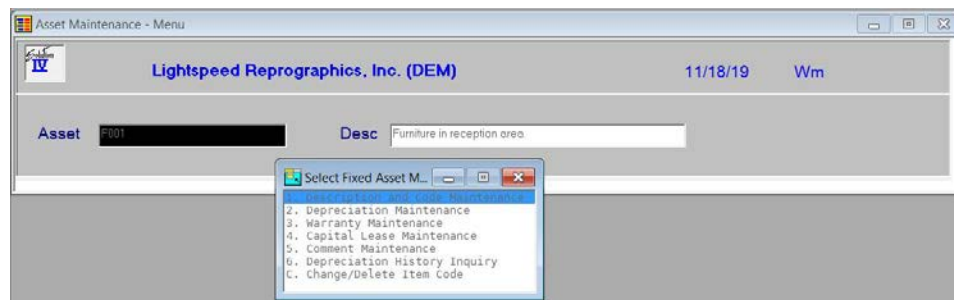 Asset Maintenance - Menu
Solution
IV
Lightspeed Reprographics, Inc. (DEM) 11/18/19 Wm
Asset F001 Desc Furniture in reception area
Select Fixed Asset M...
1. Description and Code Maintenance
2. Depreciation Maintenance
3. Warranty Maintenance
4. Capital Lease Maintenance
5. Comment Maintenance
6. Depreciation History Inquiry
C. Change/Delete Item Code